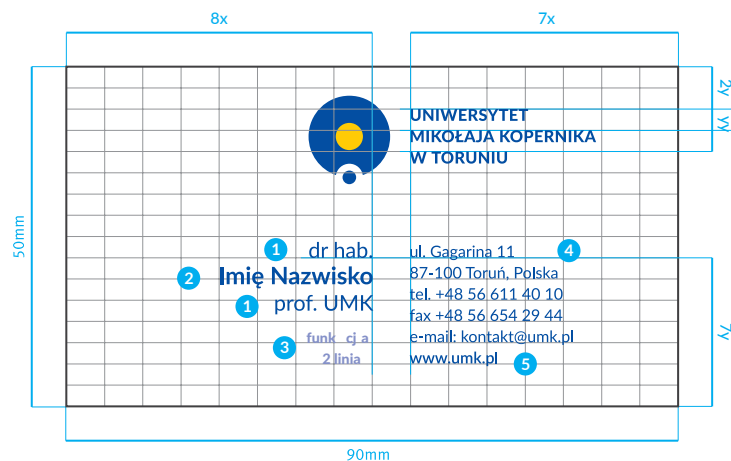 8x
7x
2y
yy
UNIWERSYTET
MIKOŁAJA KOPERNIKA
W TORUNIU
50mm
1
dr hab.
2
Imię Nazwisko
1
prof. UMK
3
funk cj a
2 linia
ul. Gagarina 11
4
87-100 Toruń, Polska
tel. +48 56 611 40 10
fax +48 56 654 29 44
e-mail: kontakt@umk.pl
www.umk.pl
5
7y
90mm